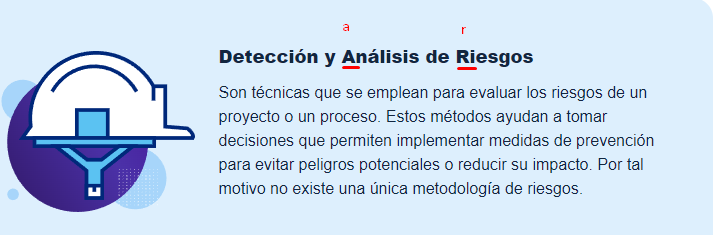 a r
Detección y Análisis de Riesgos
Son técnicas que se emplean para evaluar los riesgos de un
proyecto o un proceso. Estos métodos ayudan a tomar
decisiones que permiten implementar medidas de prevención
para evitar peligros potenciales o reducir su impacto. Por tal
motivo no existe una única metodología de riesgos.